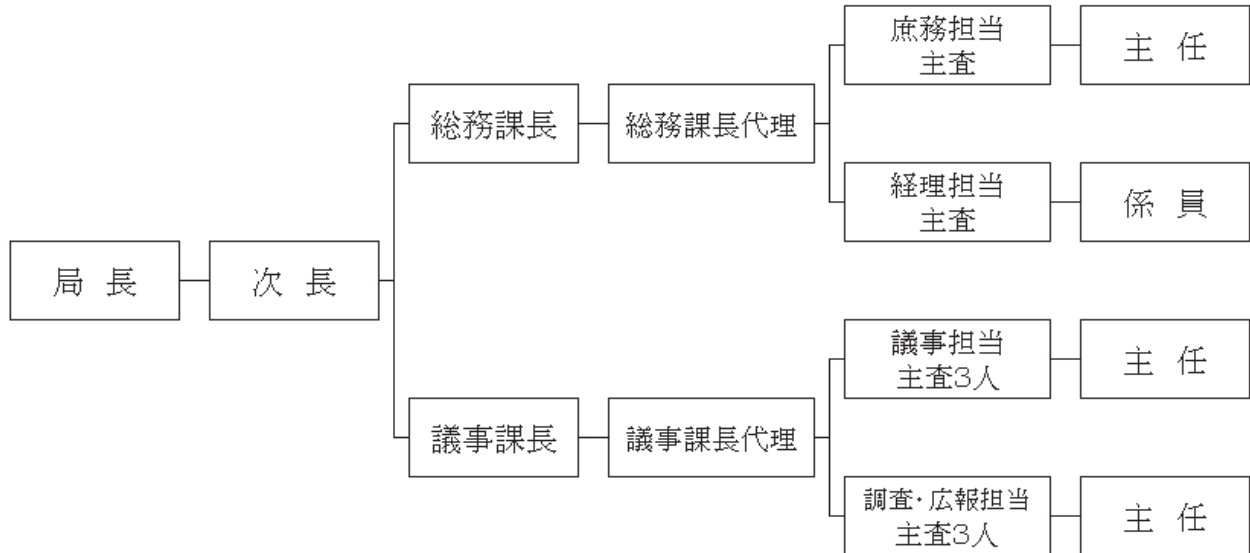 庶務担当
主査
主 任
総務課長
総務課長代理
経理担当
主査
係 員
局 長
次 長
議事担当
主査3人
主 任
議事課長
議事課長代理
調査・広報担当
主査3人
主 任